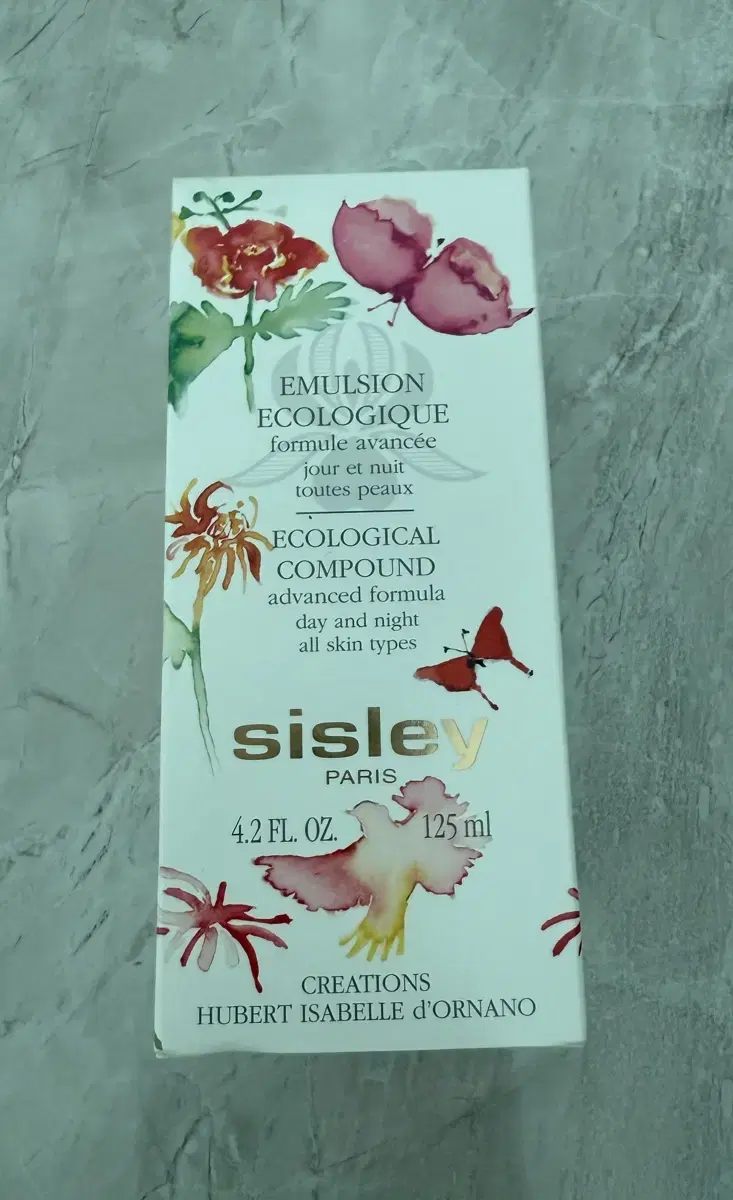 EMULSION
ECOLOGIQUE
formule avancée
jour et nuit
toutes peaux
ECOLOGICAL
COMPOUND
advanced formula
day and night
all skin types
sisley
PARIS
4.2 FL. OZ. 125 ml
CREATIONS
HUBERT ISABELLE d'ORNANO